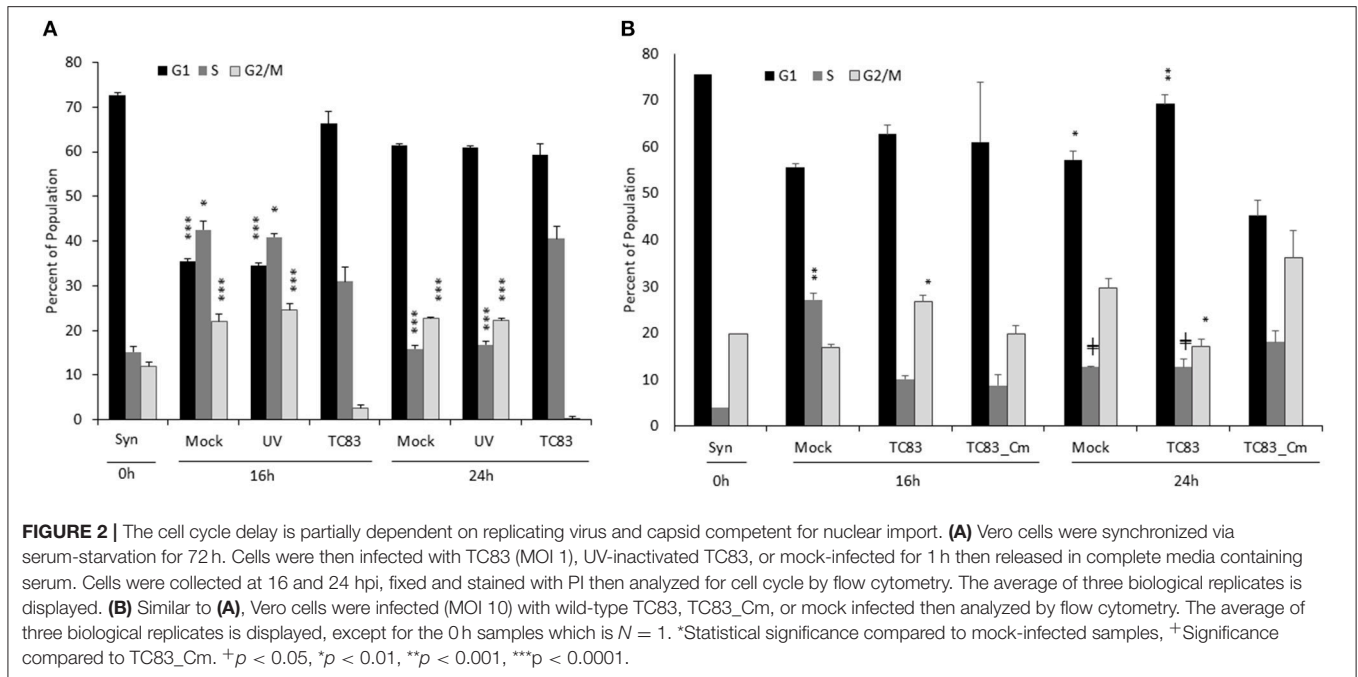 A
80
70
60
50
40
30
20
10
0
Percent of Population
G1 S G2/M
*** * ***
*** * ***
*** ***
*** ***
Syn Mock UV TC83 Mock UV TC83
0h 16h 24h
B
80
70
60
50
40
30
20
10
0
Percent of Population
G1 S G2/M
**
*
*
ǂ
**
ǂ *
Syn Mock TC83 TC83_Cm Mock TC83 TC83_Cm
0h 16h 24h
FIGURE 2 | The cell cycle delay is partially dependent on replicating virus and capsid competent for nuclear import. (A) Vero cells were synchronized via
serum-starvation for 72 h. Cells were then infected with TC83 (MOI 1), UV-inactivated TC83, or mock-infected for 1 h then released in complete media containing
serum. Cells were collected at 16 and 24 hpi, fixed and stained with PI then analyzed for cell cycle by flow cytometry. The average of three biological replicates is
displayed. (B) Similar to (A), Vero cells were infected (MOI 10) with wild-type TC83, TC83_Cm, or mock infected then analyzed by flow cytometry. The average of
three biological replicates is displayed, except for the 0 h samples which is N = 1. *Statistical significance compared to mock-infected samples, +Significance
compared to TC83_Cm. +p < 0.05, *p < 0.01, **p < 0.001, ***p < 0.0001.